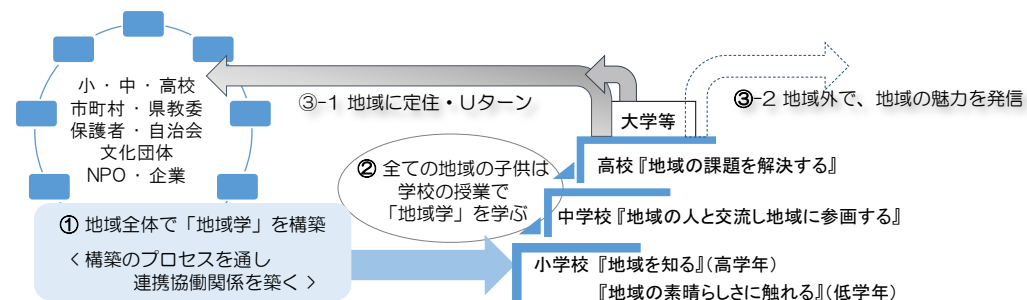 小・中・高校
市町村・県教委
保護者・自治会
文化団体
NPO・企業
① 地域全体で「地域学」を構築
<構築のプロセスを通し
連携協働関係を築く>
② 全ての地域の子供は
学校の授業で
「地域学」を学ぶ
③-1 地域に定住・Uターン
③-2 地域外で、地域の魅力を発信
大学等
高校『地域の課題を解決する』
中学校『地域の人と交流し地域に参画する』
小学校 『地域を知る』(高学年)
『地域の素晴らしさに触れる』(低学年)